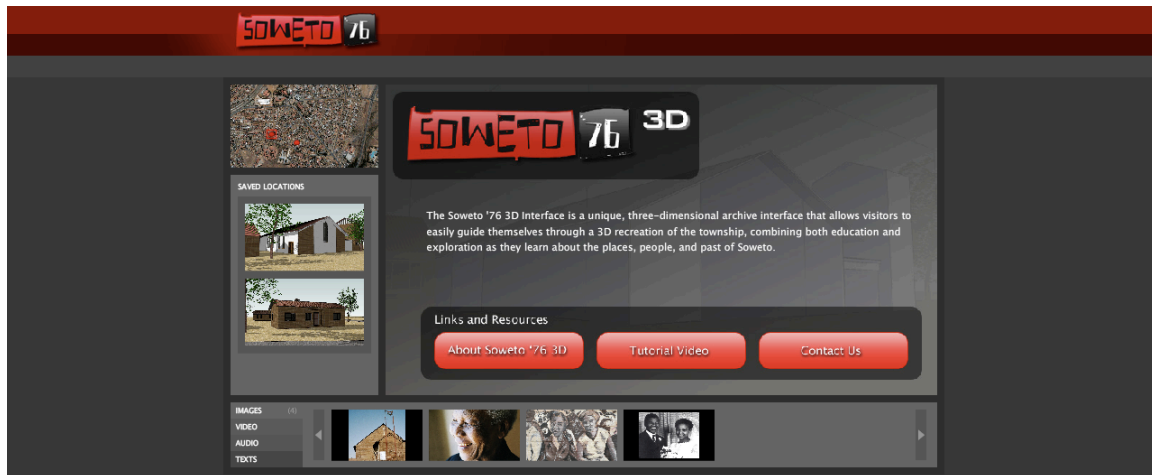 SOWETO 76
SOWETO 76 3D
SAVED LOCATIONS
The Soweto '76 3D Interface is a unique, three-dimensional archive interface that allows visitors to
easily guide themselves through a 3D recreation of the township, combining both education and
exploration as they learn about the places, people, and past of Soweto.
Links and Resources
About Soweto '76 3D
Tutorial Video
Contact Us
IMAGES (4)
VIDEO
AUDIO
TEXTS